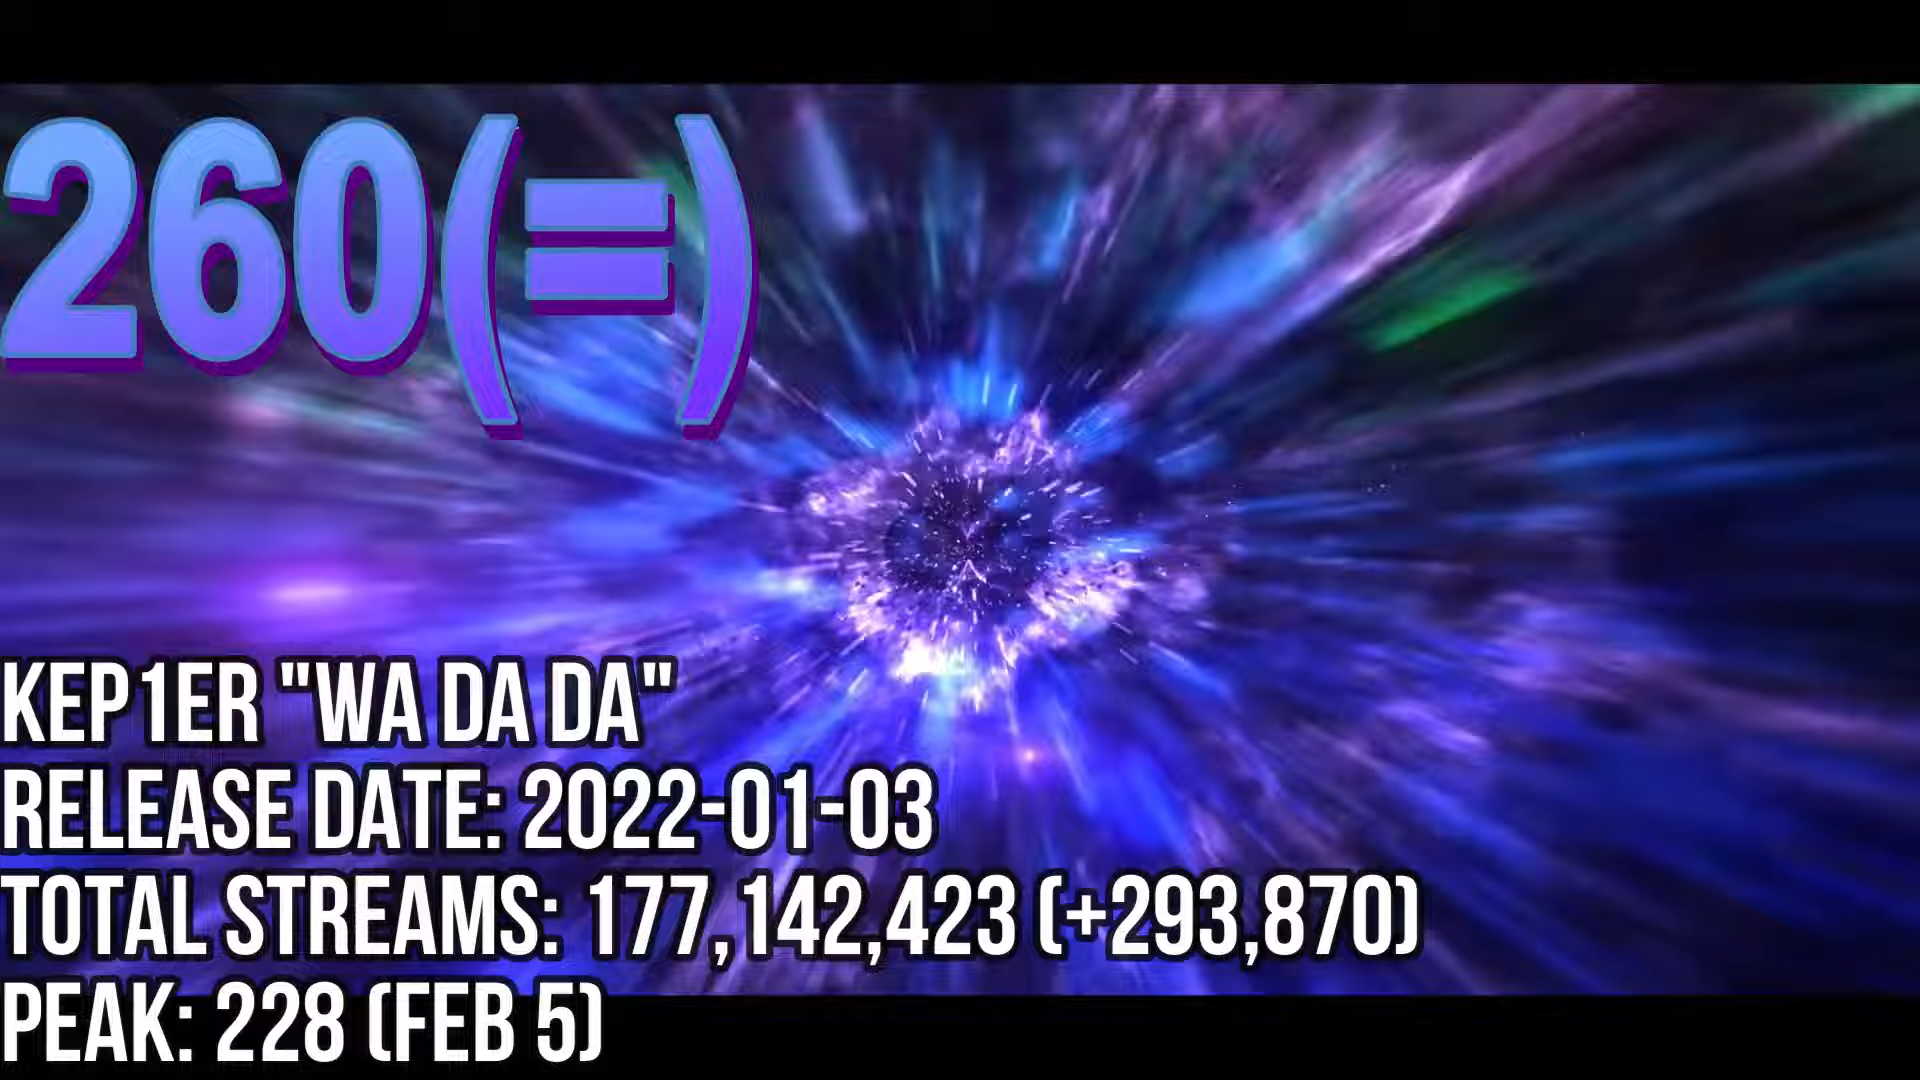 260(=)
KEP1ER "WA DA DA"
RELEASE DATE: 2022-01-03
TOTAL STREAMS: 177,142,423 (+293,870)
PEAK: 228 (FEB 5)